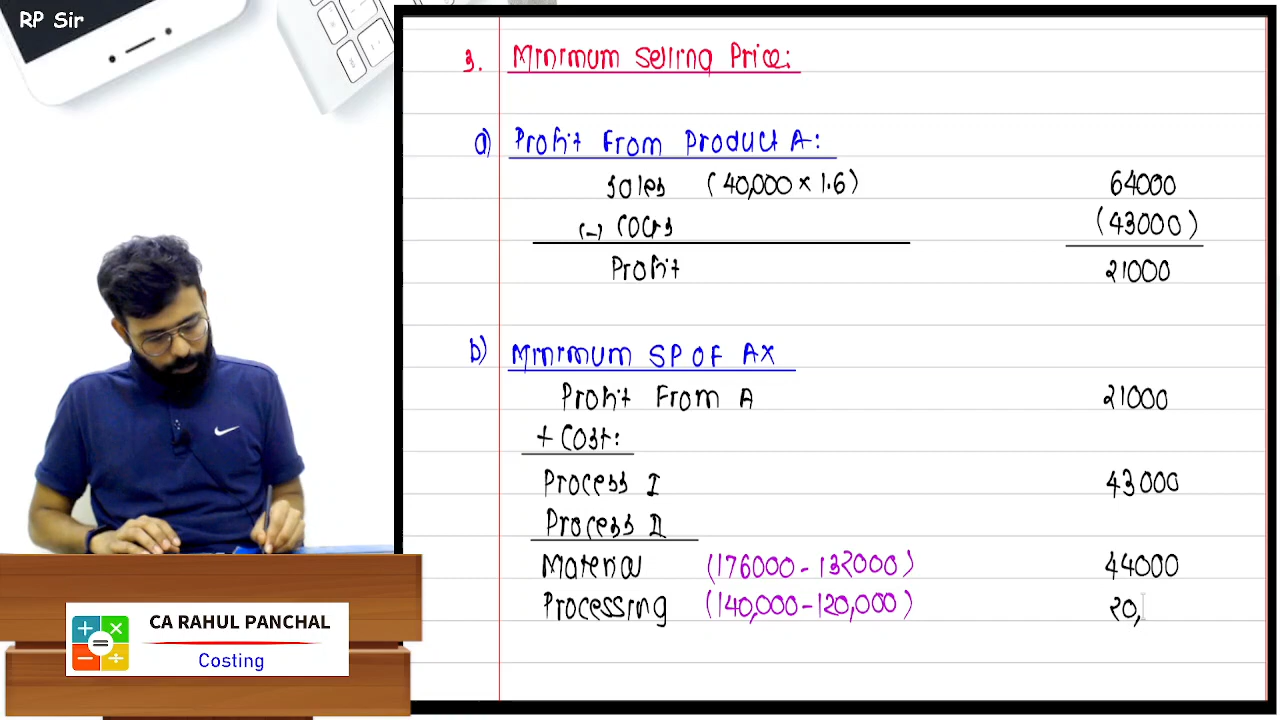 RP Sir
3. Minimum Selling Price:
a) Profit From Product A:
Sales (40,000 × 1.6) 64000
(-) Costs (43000)
Profit 21000
b) Minimum SP OF AX
Profit From A 21000
+ Cost:
Process I 43000
Process II
Material (176000 - 132000) 44000
Processing (140,000 - 120,000) 20,
CA RAHUL PANCHAL
Costing